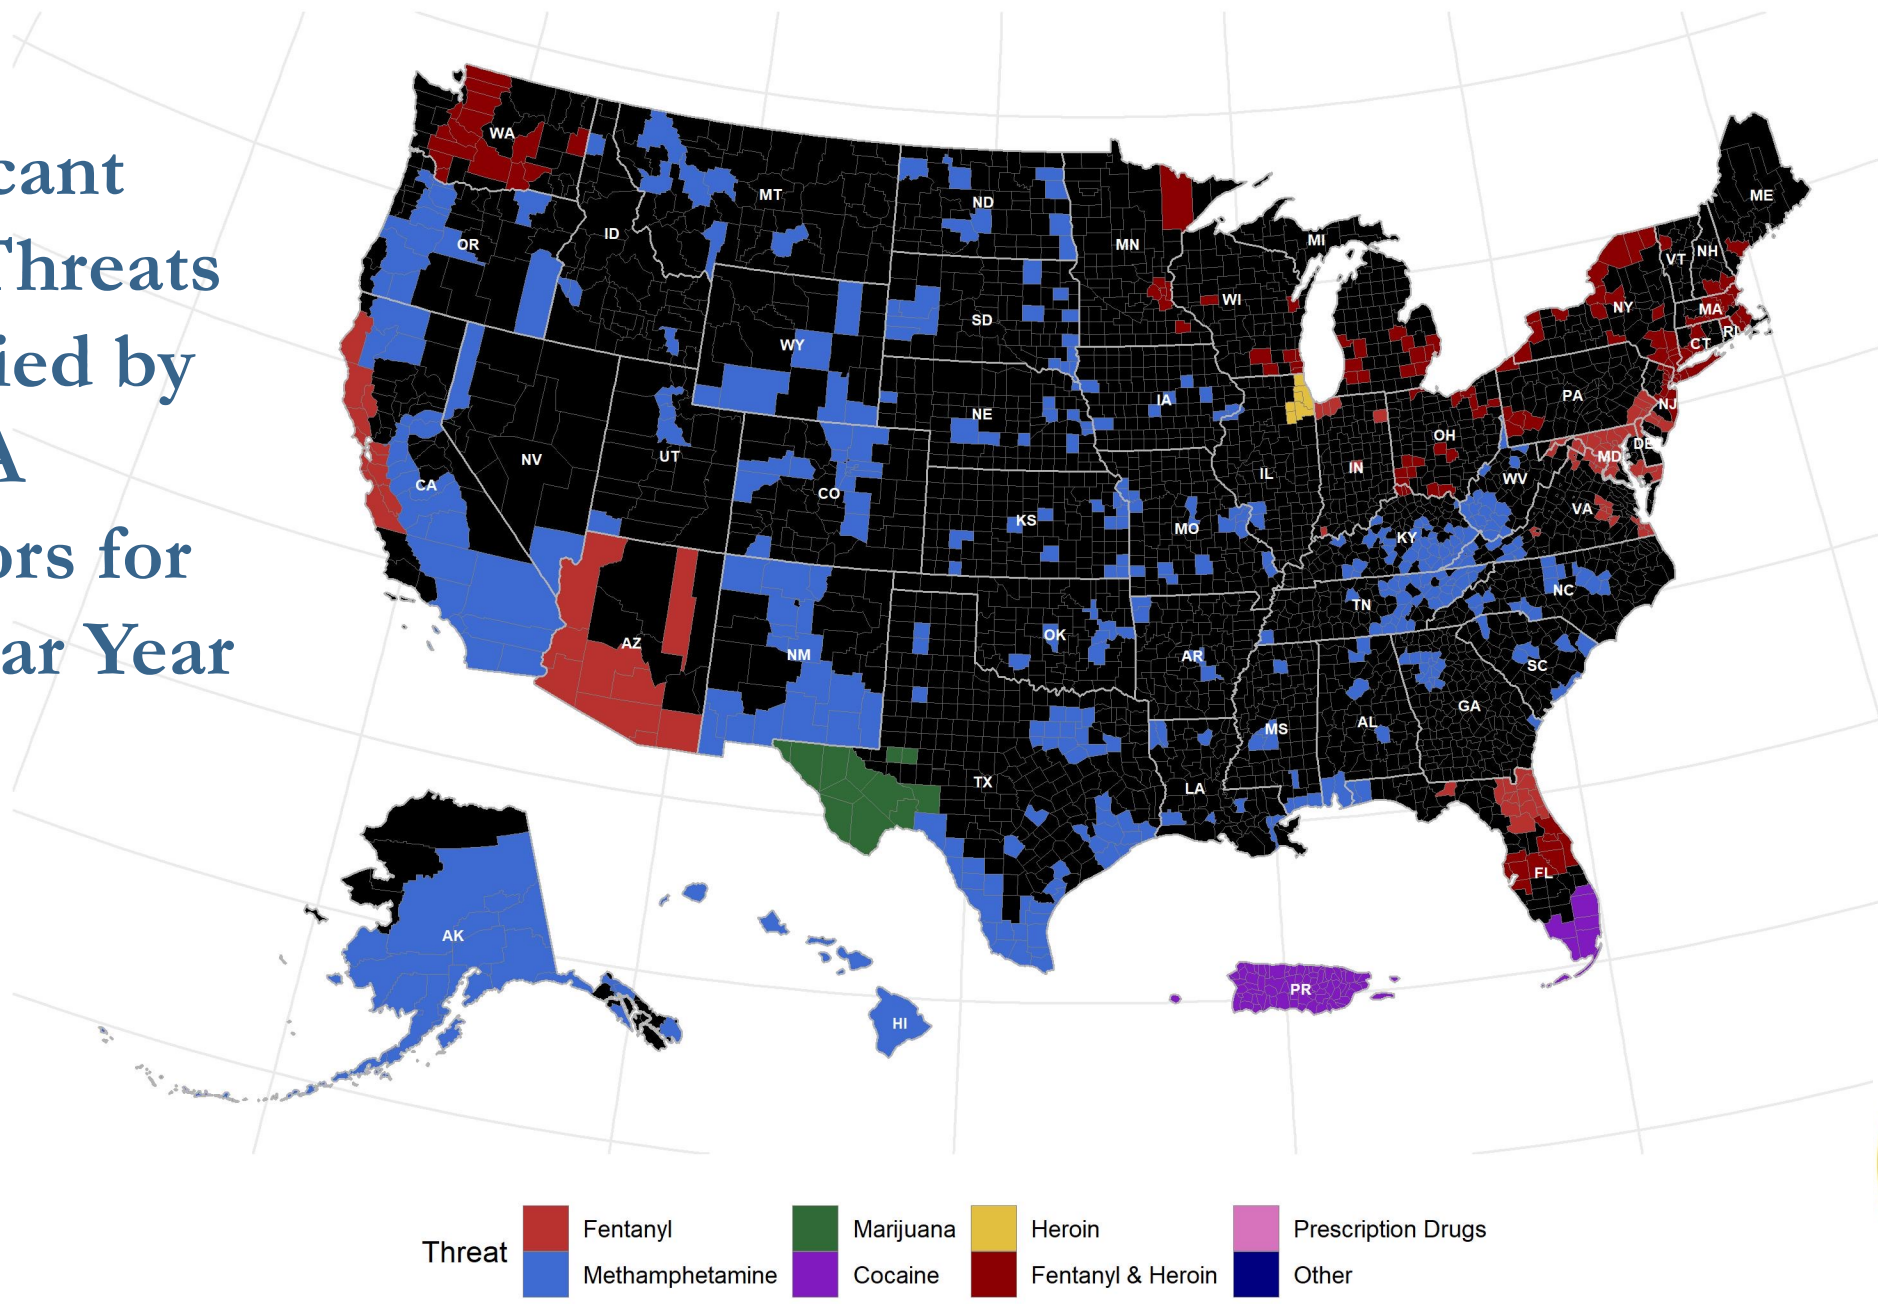 cant
Threats
ied by
A
ors for
ar Year
WA
MT
ND
MN
MI
ME
VT
NH
OR
ID
SD
WI
NY
MA
RI
CT
WY
NE
IA
PA
NJ
NV
UT
CO
CA
KS
MO
IL
IN
OH
WV
MD
DE
VA
KY
AZ
NM
OK
AR
TN
NC
SC
MS
AL
GA
TX
LA
FL
AK
HI
PR
Threat
Fentanyl
Marijuana
Heroin
Prescription Drugs
Methamphetamine
Cocaine
Fentanyl & Heroin
Other